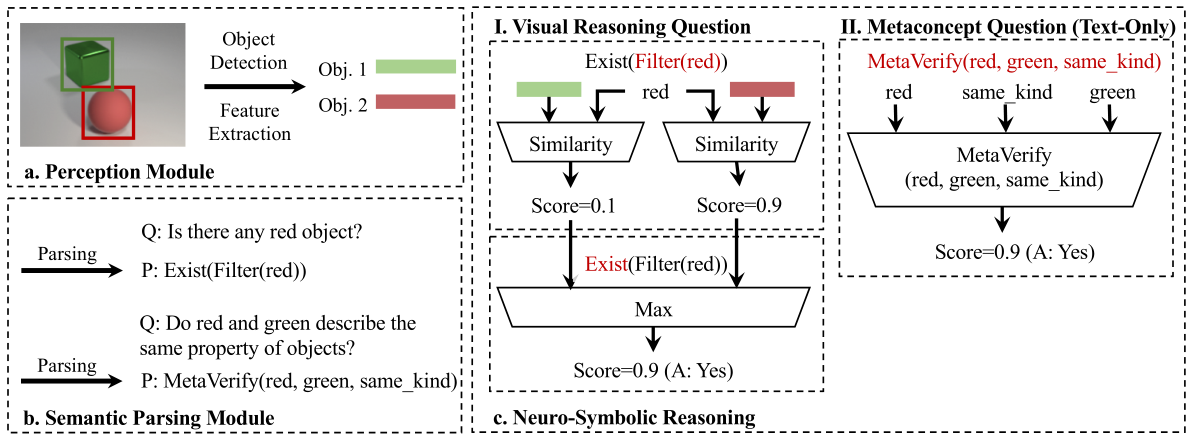 Object
Detection
Feature
Extraction
Obj. 1
Obj. 2
a. Perception Module
Parsing
Q: Is there any red object?
P: Exist(Filter(red))
Parsing
Q: Do red and green describe the
same property of objects?
P: MetaVerify(red, green, same_kind)
b. Semantic Parsing Module
I. Visual Reasoning Question
Exist(Filter(red))
red
Similarity
Similarity
Score=0.1
Score=0.9
Exist(Filter(red))
Max
Score=0.9 (A: Yes)
II. Metaconcept Question (Text-Only)
MetaVerify(red, green, same_kind)
red
same_kind
green
MetaVerify
(red, green, same_kind)
Score=0.9 (A: Yes)
c. Neuro-Symbolic Reasoning